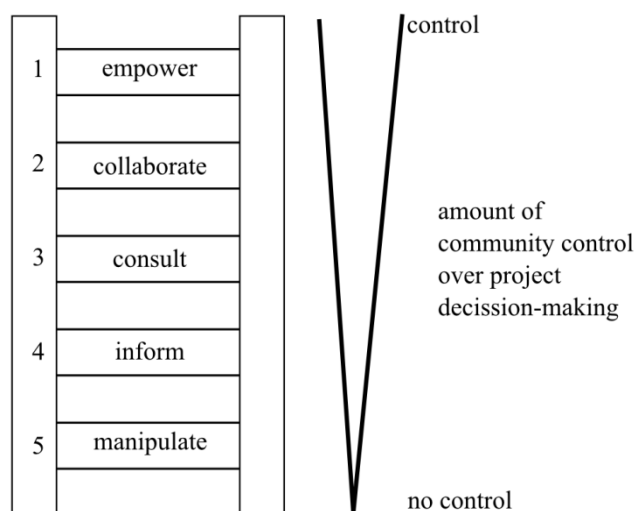 control
1 empower
2 collaborate
3 consult
4 inform
5 manipulate
amount of
community control
over project
decission-making
no control